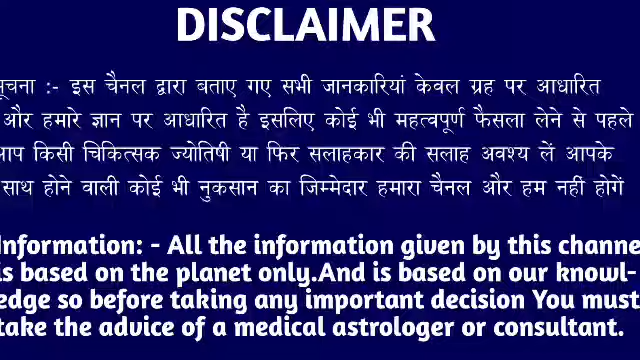 DISCLAIMER
सूचना :- इस चैनल द्वारा बताए गए सभी जानकारियां केवल ग्रह पर आधारित
और हमारे ज्ञान पर आधारित है इसलिए कोई भी महत्वपूर्ण फैसला लेने से पहले
आप किसी चिकित्सक ज्योतिषी या फिर सलाहकार की सलाह अवश्य लें आपके
साथ होने वाली कोई भी नुकसान का जिम्मेदार हमारा चैनल और हम नहीं होगें
Information: - All the information given by this channe
is based on the planet only.And is based on our knowl-
edge so before taking any important decision You must
take the advice of a medical astrologer or consultant.